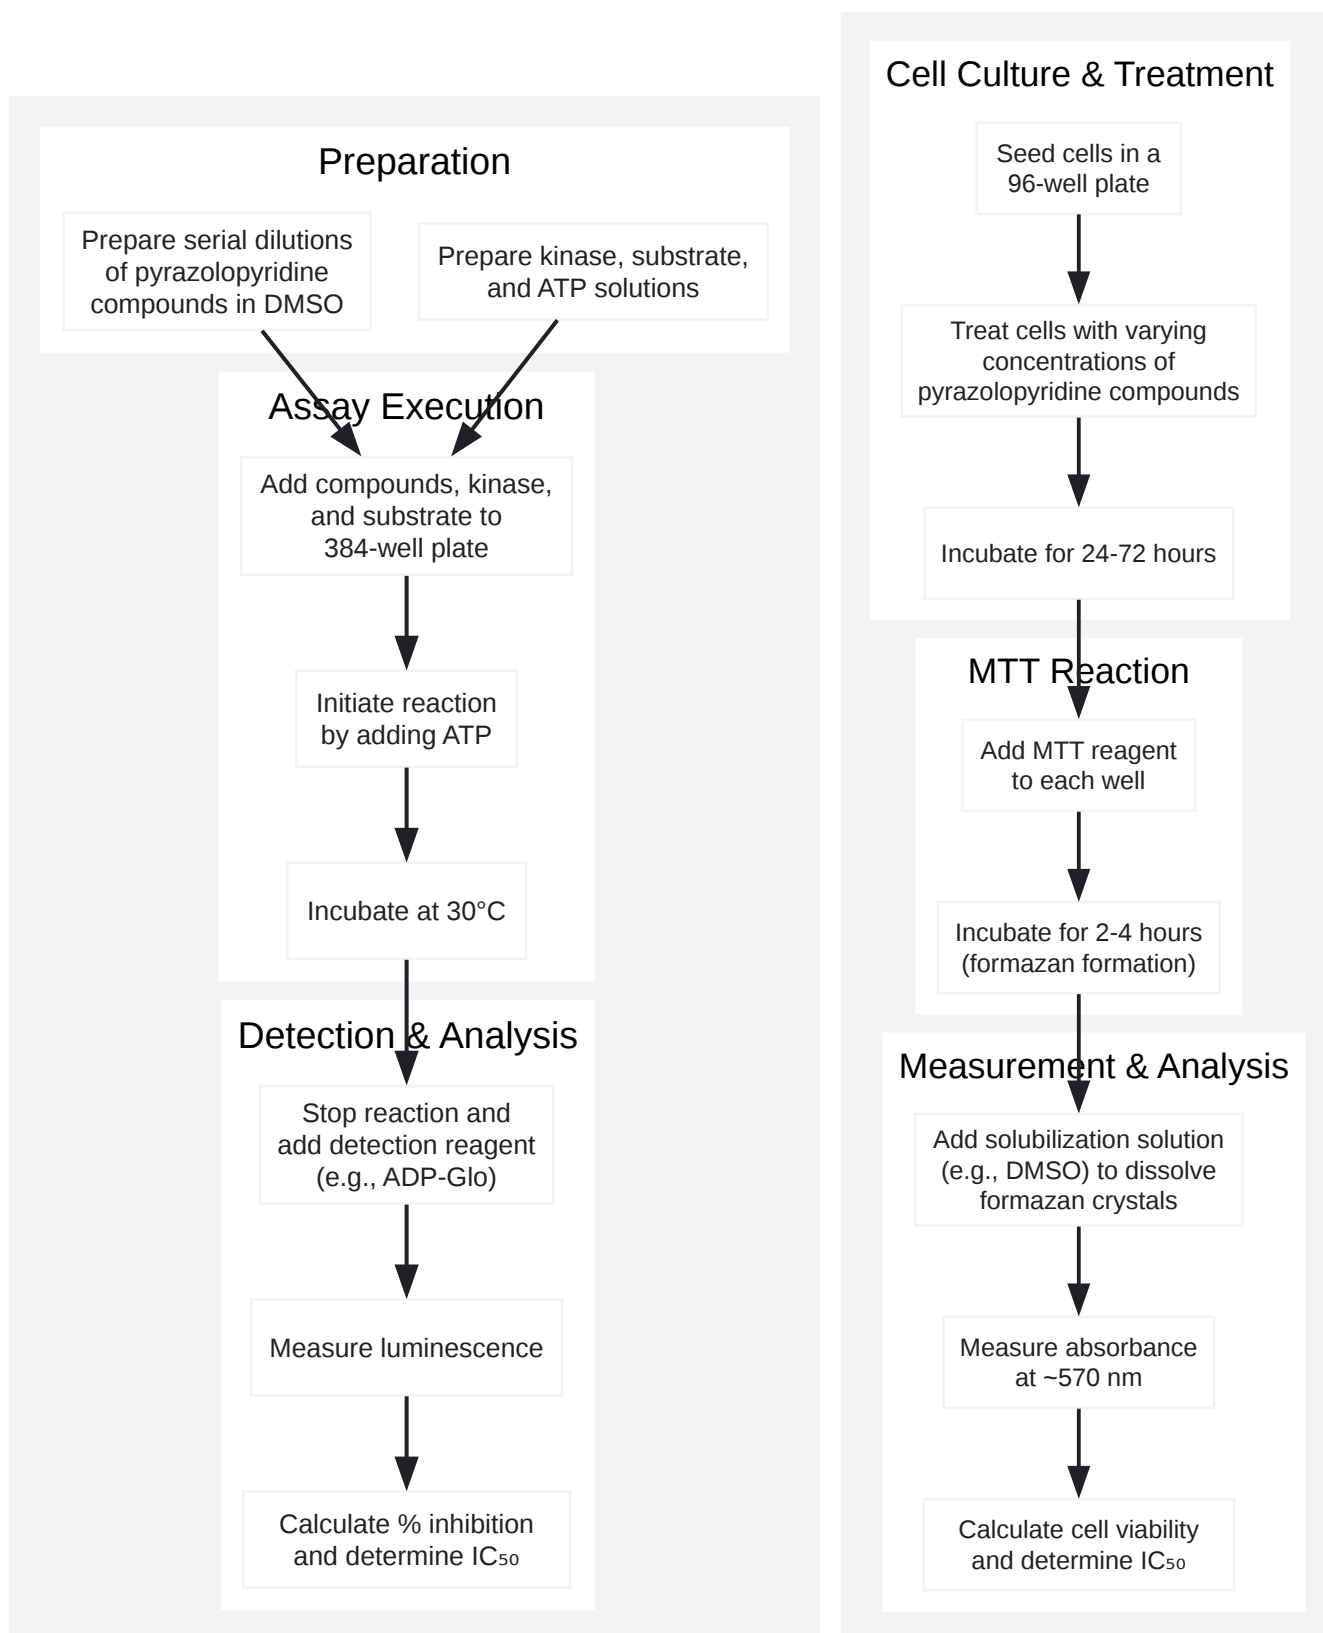 Preparation
Prepare serial dilutions
of pyrazolopyridine
compounds in DMSO
Prepare kinase, substrate,
and ATP solutions
Assay Execution
Add compounds, kinase,
and substrate to
384-well plate
Initiate reaction
by adding ATP
Incubate at 30°C
Detection & Analysis
Stop reaction and
add detection reagent
(e.g., ADP-Glo)
Measure luminescence
Calculate % inhibition
and determine IC₅₀
Cell Culture & Treatment
Seed cells in a
96-well plate
Treat cells with varying
concentrations of
pyrazolopyridine compounds
Incubate for 24-72 hours
MTT Reaction
Add MTT reagent
to each well
Incubate for 2-4 hours
(formazan formation)
Measurement & Analysis
Add solubilization solution
(e.g., DMSO) to dissolve
formazan crystals
Measure absorbance
at ~570 nm
Calculate cell viability
and determine IC₅₀